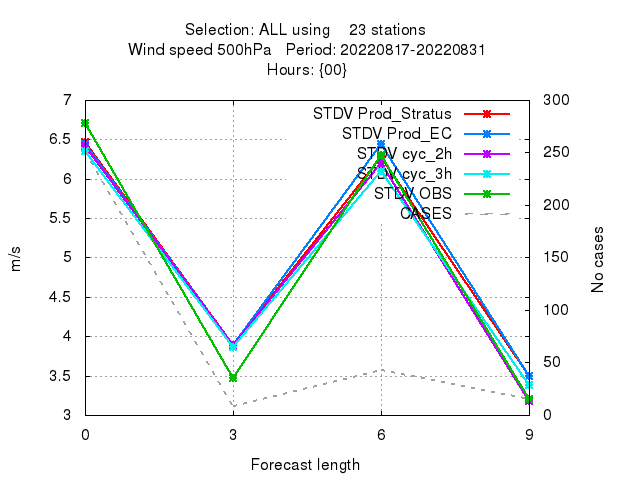 Selection: ALL using 23 stations
Wind speed 500hPa Period: 20220817-20220831
Hours: {00}
STDV Prod_Stratus
STDV Prod_EC
STDV cyc_2h
STDV cyc_3h
STDV OBS
CASES
7
6.5
6
5.5
5
4.5
4
3.5
3
m/s
300
250
200
150
100
50
0
No cases
0 3 6 9
Forecast length